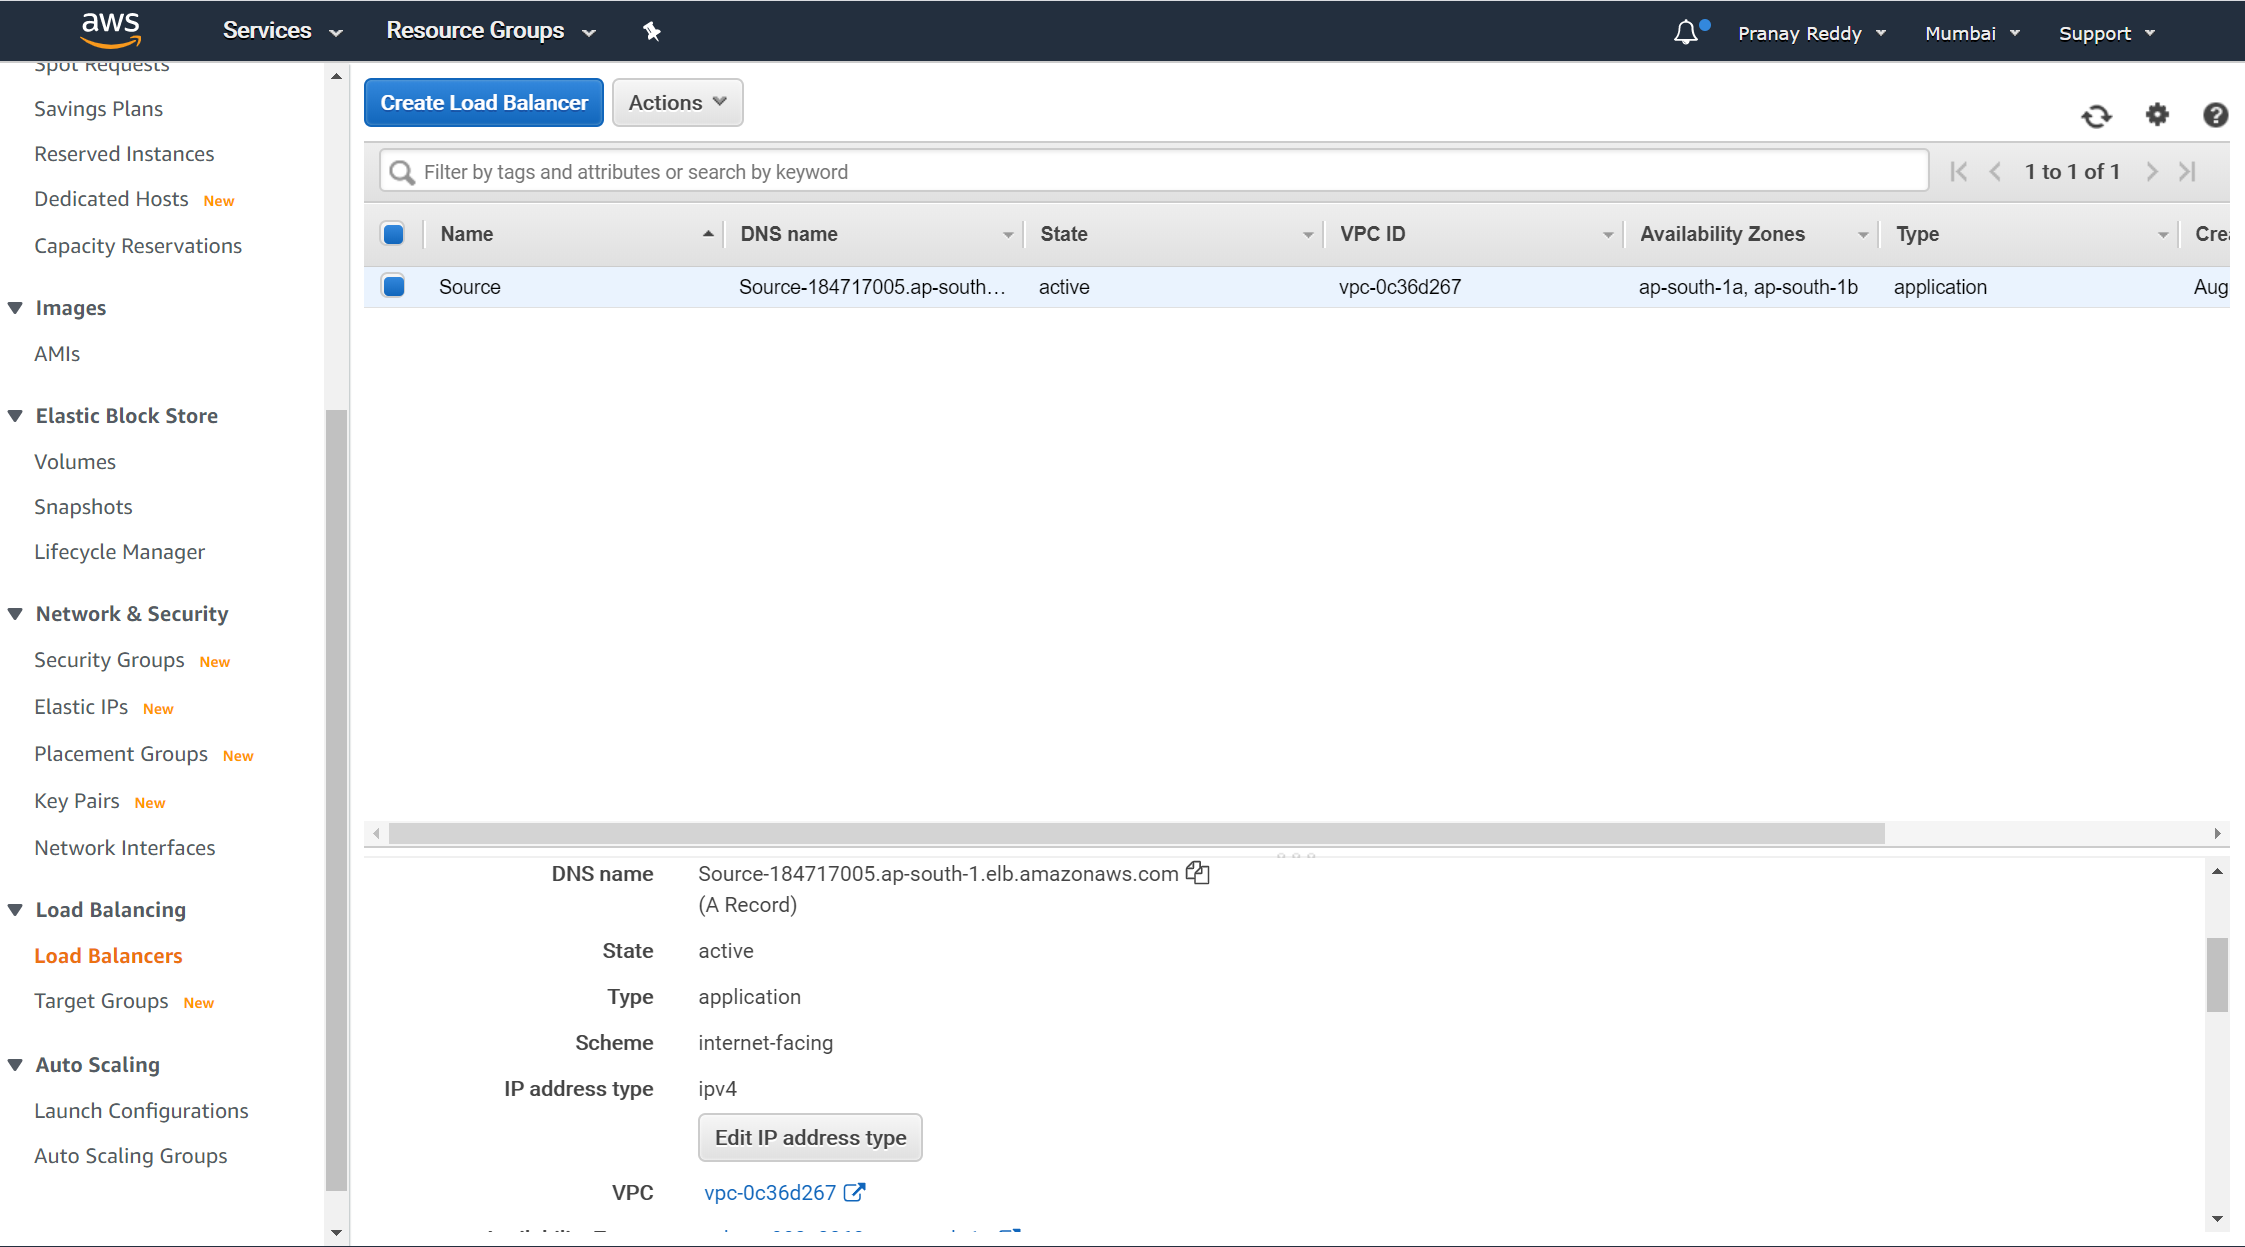 aws
Services
Resource Groups
Pranay Reddy
Mumbai
Support
Spot Requests
Savings Plans
Reserved Instances
Dedicated Hosts New
Capacity Reservations
Images
AMIs
Elastic Block Store
Volumes
Snapshots
Lifecycle Manager
Network & Security
Security Groups New
Elastic IPs New
Placement Groups New
Key Pairs New
Network Interfaces
Load Balancing
Load Balancers
Target Groups New
Auto Scaling
Launch Configurations
Auto Scaling Groups
Create Load Balancer
Actions
Filter by tags and attributes or search by keyword
1 to 1 of 1
Name DNS name State VPC ID Availability Zones Type Cre
Source Source-184717005.ap-south... active vpc-0c36d267 ap-south-1a, ap-south-1b application Aug
DNS name Source-184717005.ap-south-1.elb.amazonaws.com
(A Record)
State active
Type application
Scheme internet-facing
IP address type ipv4
Edit IP address type
VPC vpc-0c36d267